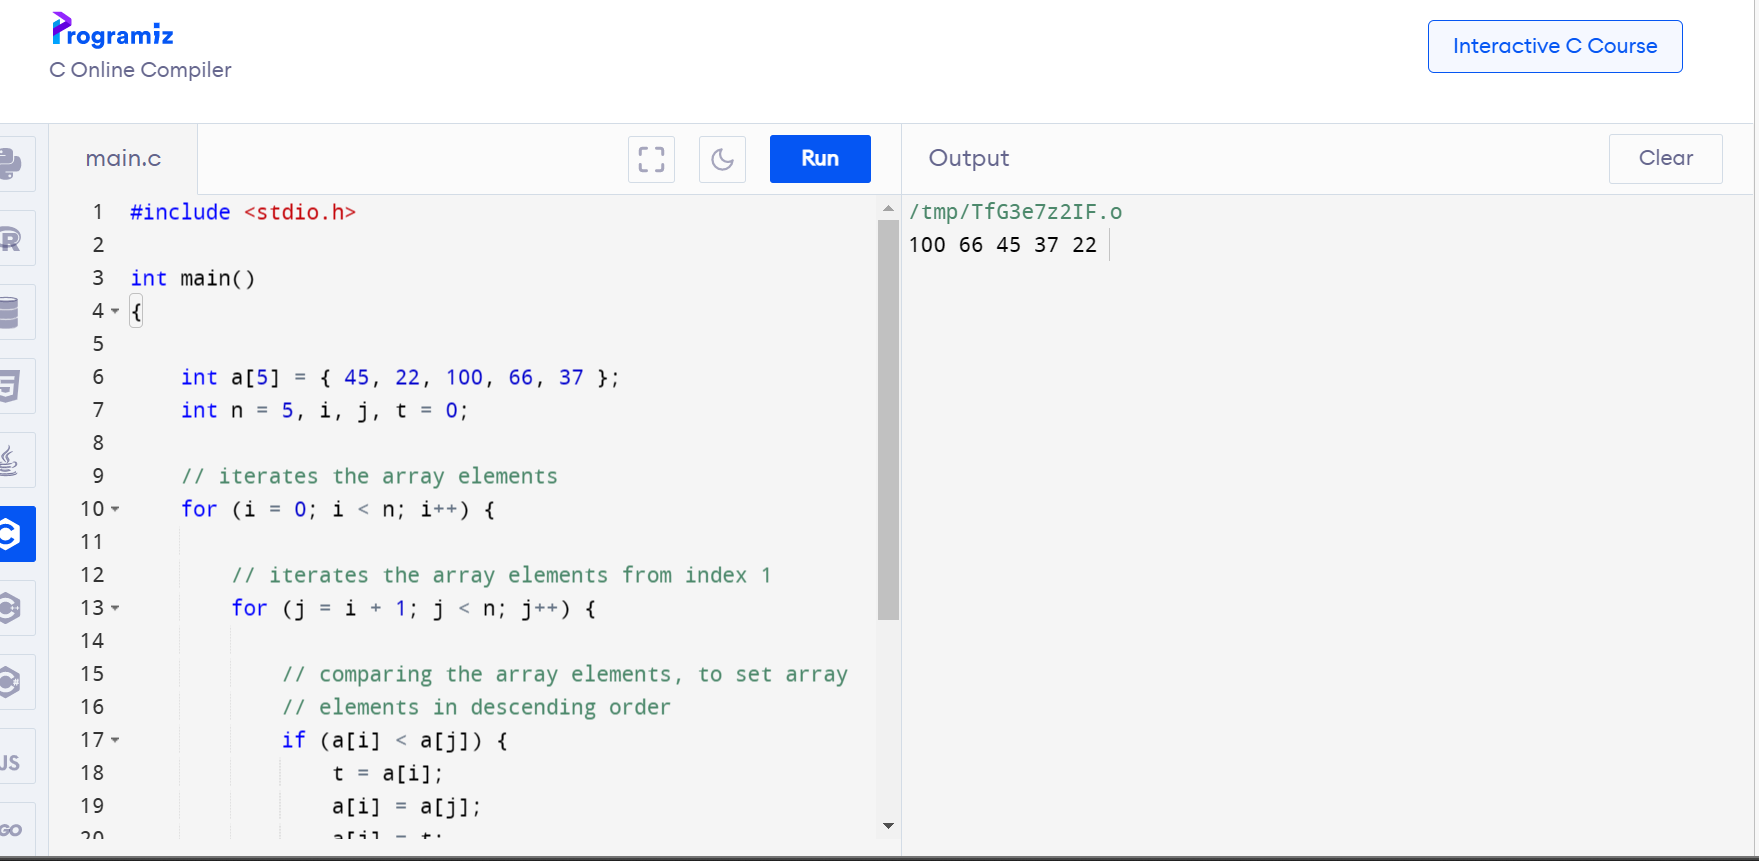 Programiz
C Online Compiler
Interactive C Course
main.c
Run
Output
Clear
1 #include <stdio.h>
2
3 int main()
4 {
5
6 int a[5] = { 45, 22, 100, 66, 37 };
7 int n = 5, i, j, t = 0;
8
9 // iterates the array elements
10 for (i = 0; i < n; i++) {
11
12 // iterates the array elements from index 1
13 for (j = i + 1; j < n; j++) {
14
15 // comparing the array elements, to set array
16 // elements in descending order
17 if (a[i] < a[j]) {
18 t = a[i];
19 a[i] = a[j];
20 a[j] = t;
/tmp/TfG3e7z2IF.o
100 66 45 37 22
R
5
C
C
C#
JS
GO